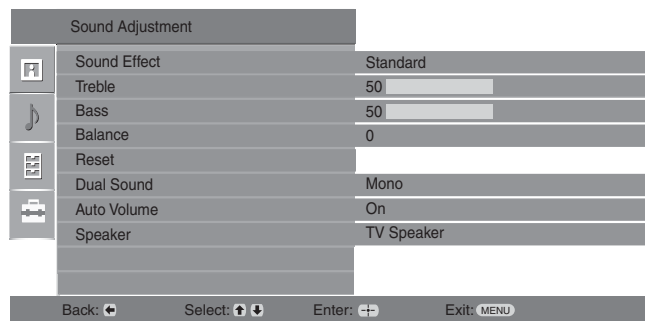 Sound Adjustment
Sound Effect Standard
Treble 50
Bass 50
Balance 0
Reset
Dual Sound Mono
Auto Volume On
Speaker TV Speaker
Back: Select: Enter: Exit: MENU